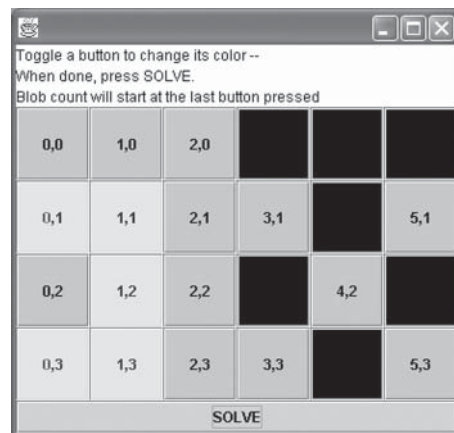 Toggle a button to change its color --
When done, press SOLVE.
Blob count will start at the last button pressed
0,0 1,0 2,0
0,1 1,1 2,1 3,1 5,1
0,2 1,2 2,2 4,2
0,3 1,3 2,3 3,3 5,3
SOLVE